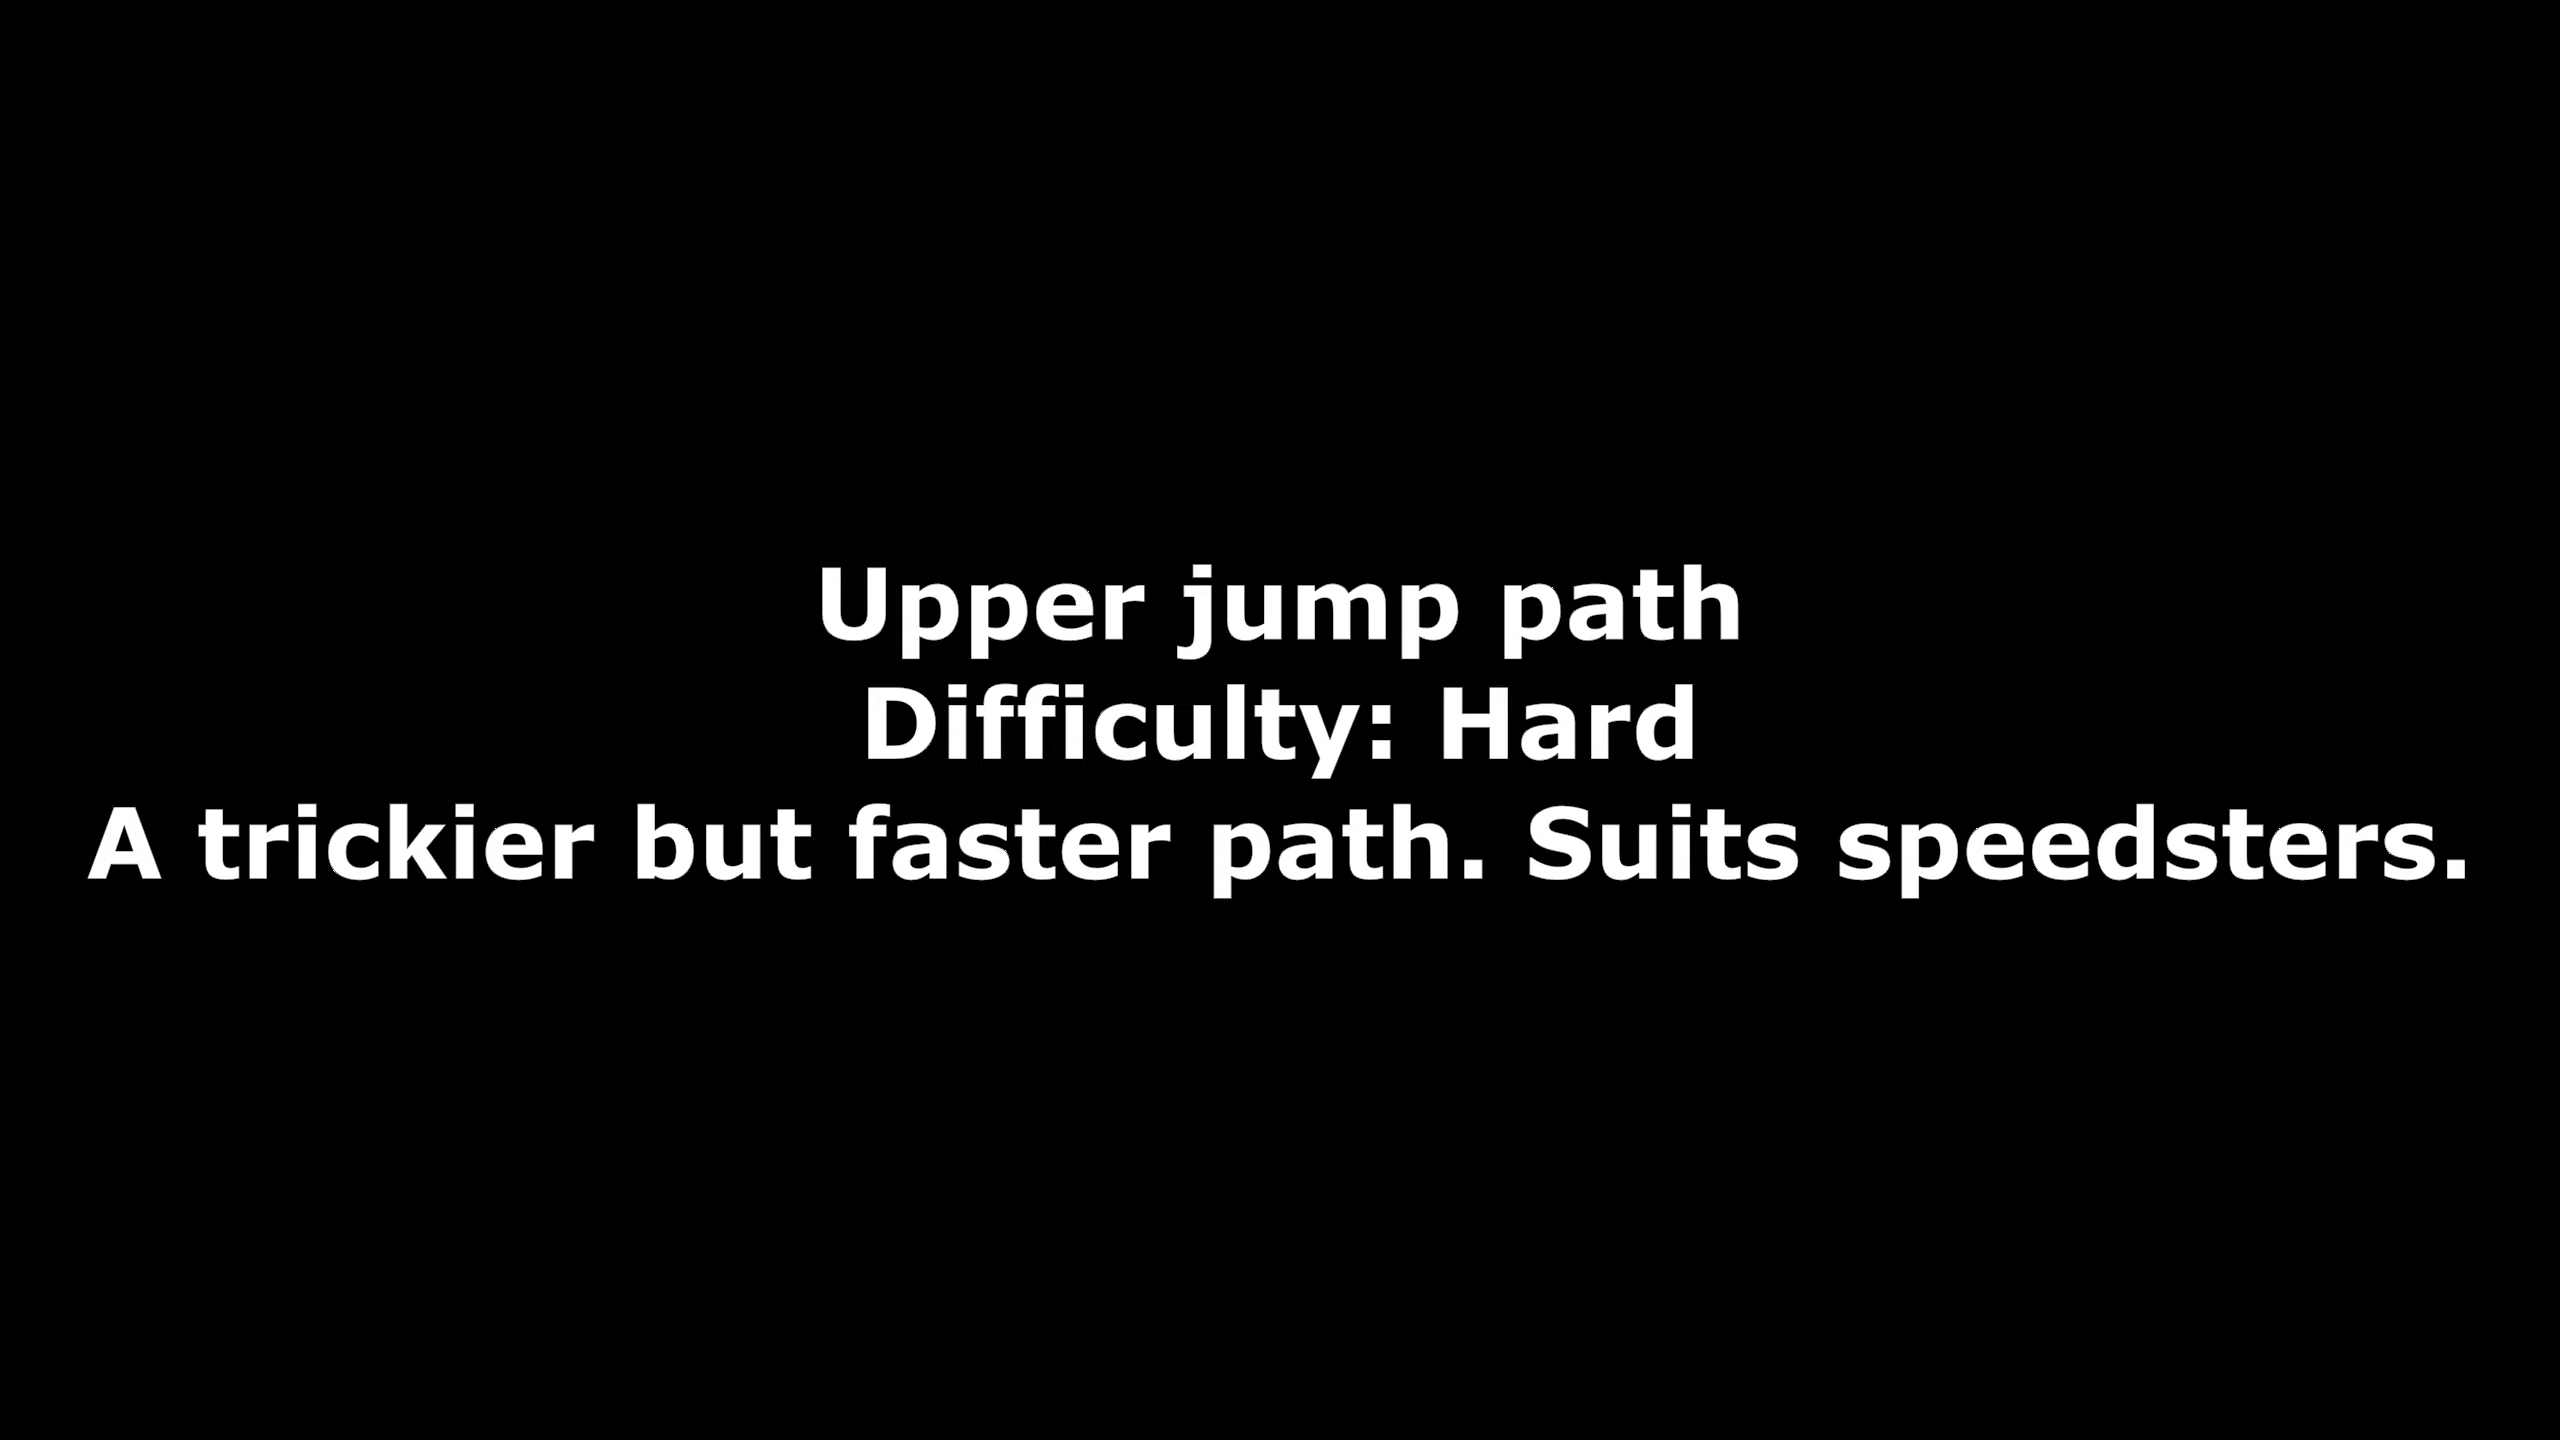 Upper jump path
Difficulty: Hard
A trickier but faster path. Suits speedsters.